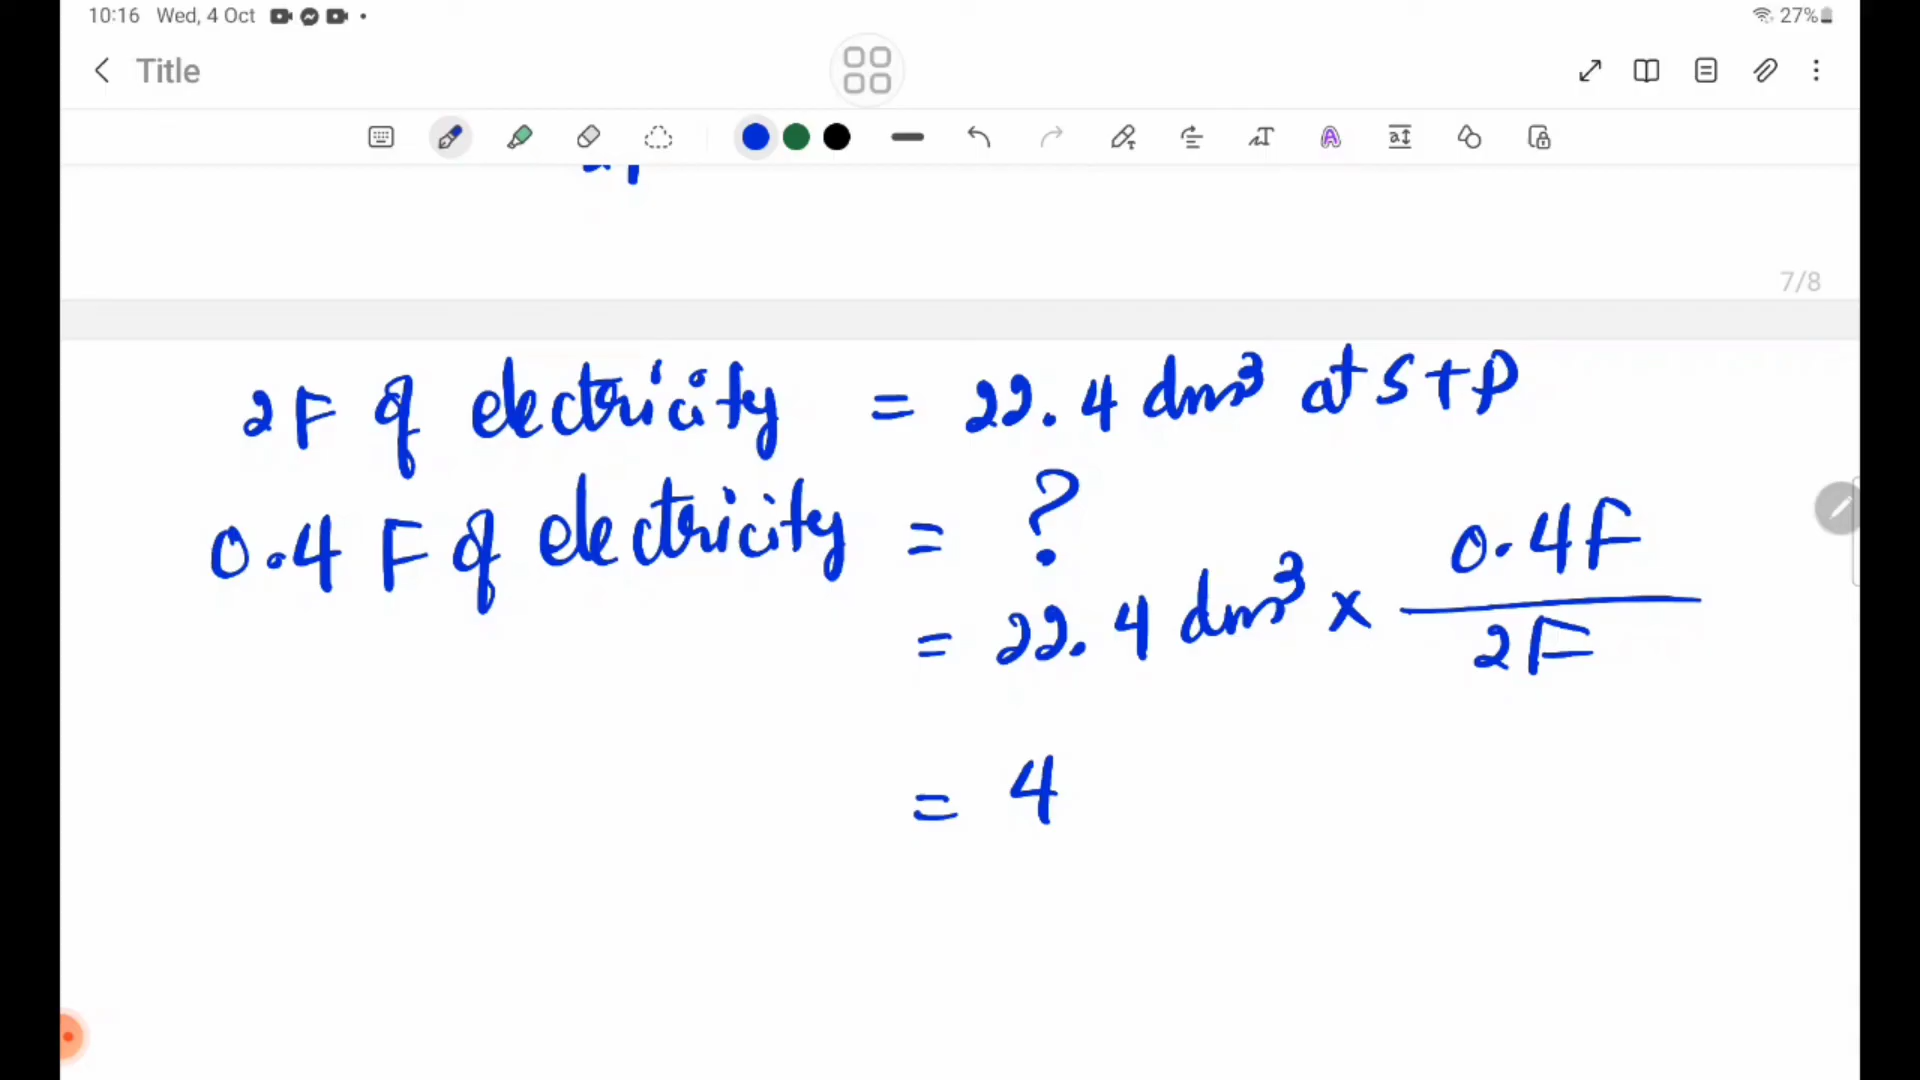 10:16 Wed, 4 Oct
27%
Title
7/8
2F of electricity = 22.4 dm³ at STP
0.4 F of electricity = ?
= 22.4 dm³ x 0.4F / 2F
= 4